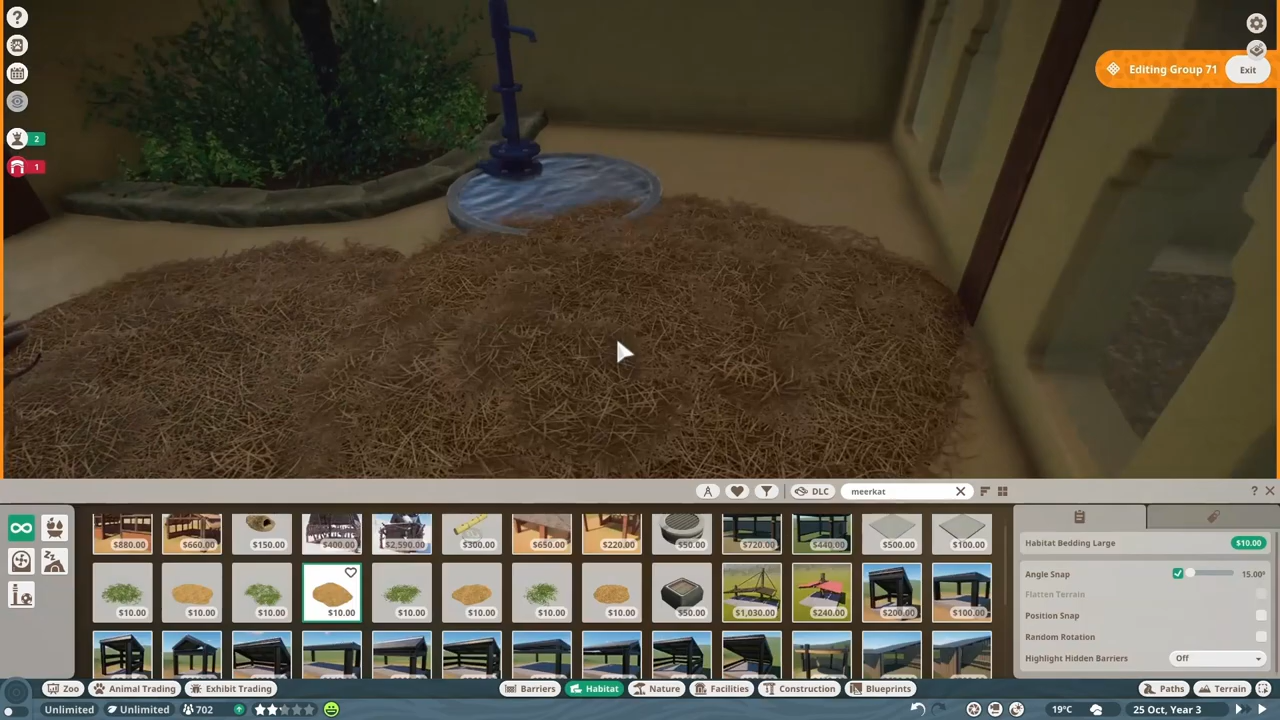 ?
Editing Group 71
Exit
2
1
DLC
meerkat
?
$880.00
$660.00
$150.00
$400.00
$2,590.00
$300.00
$650.00
$220.00
$50.00
$720.00
$440.00
$500.00
$100.00
Habitat Bedding Large
$10.00
Angle Snap
15.00°
$10.00
$10.00
$10.00
$10.00
$10.00
$10.00
$10.00
$10.00
$50.00
$1,030.00
$240.00
$200.00
$100.00
Flatten Terrain
Position Snap
Random Rotation
Highlight Hidden Barriers
Off
Zoo
Animal Trading
Exhibit Trading
Barriers
Habitat
Nature
Facilities
Construction
Blueprints
Paths
Terrain
Unlimited
Unlimited
702
19°C
25 Oct, Year 3